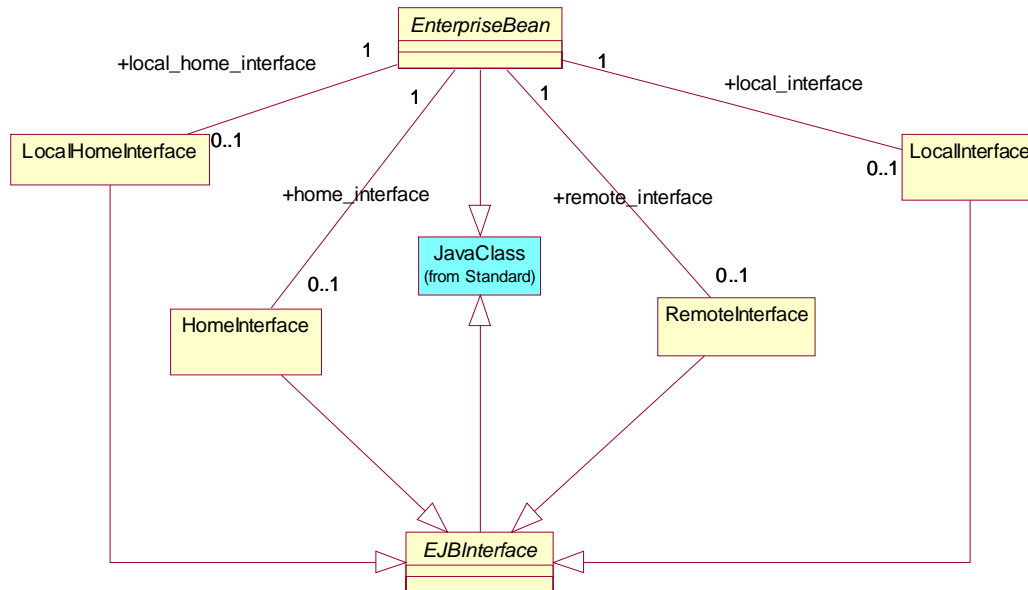 EnterpriseBean
1
1
+local_home_interface
1
1
+local_interface
0..1
LocalHomeInterface
LocalInterface
0..1
+home_interface
+remote_interface
JavaClass
(from Standard)
0..1
0..1
HomeInterface
RemoteInterface
EJBInterface